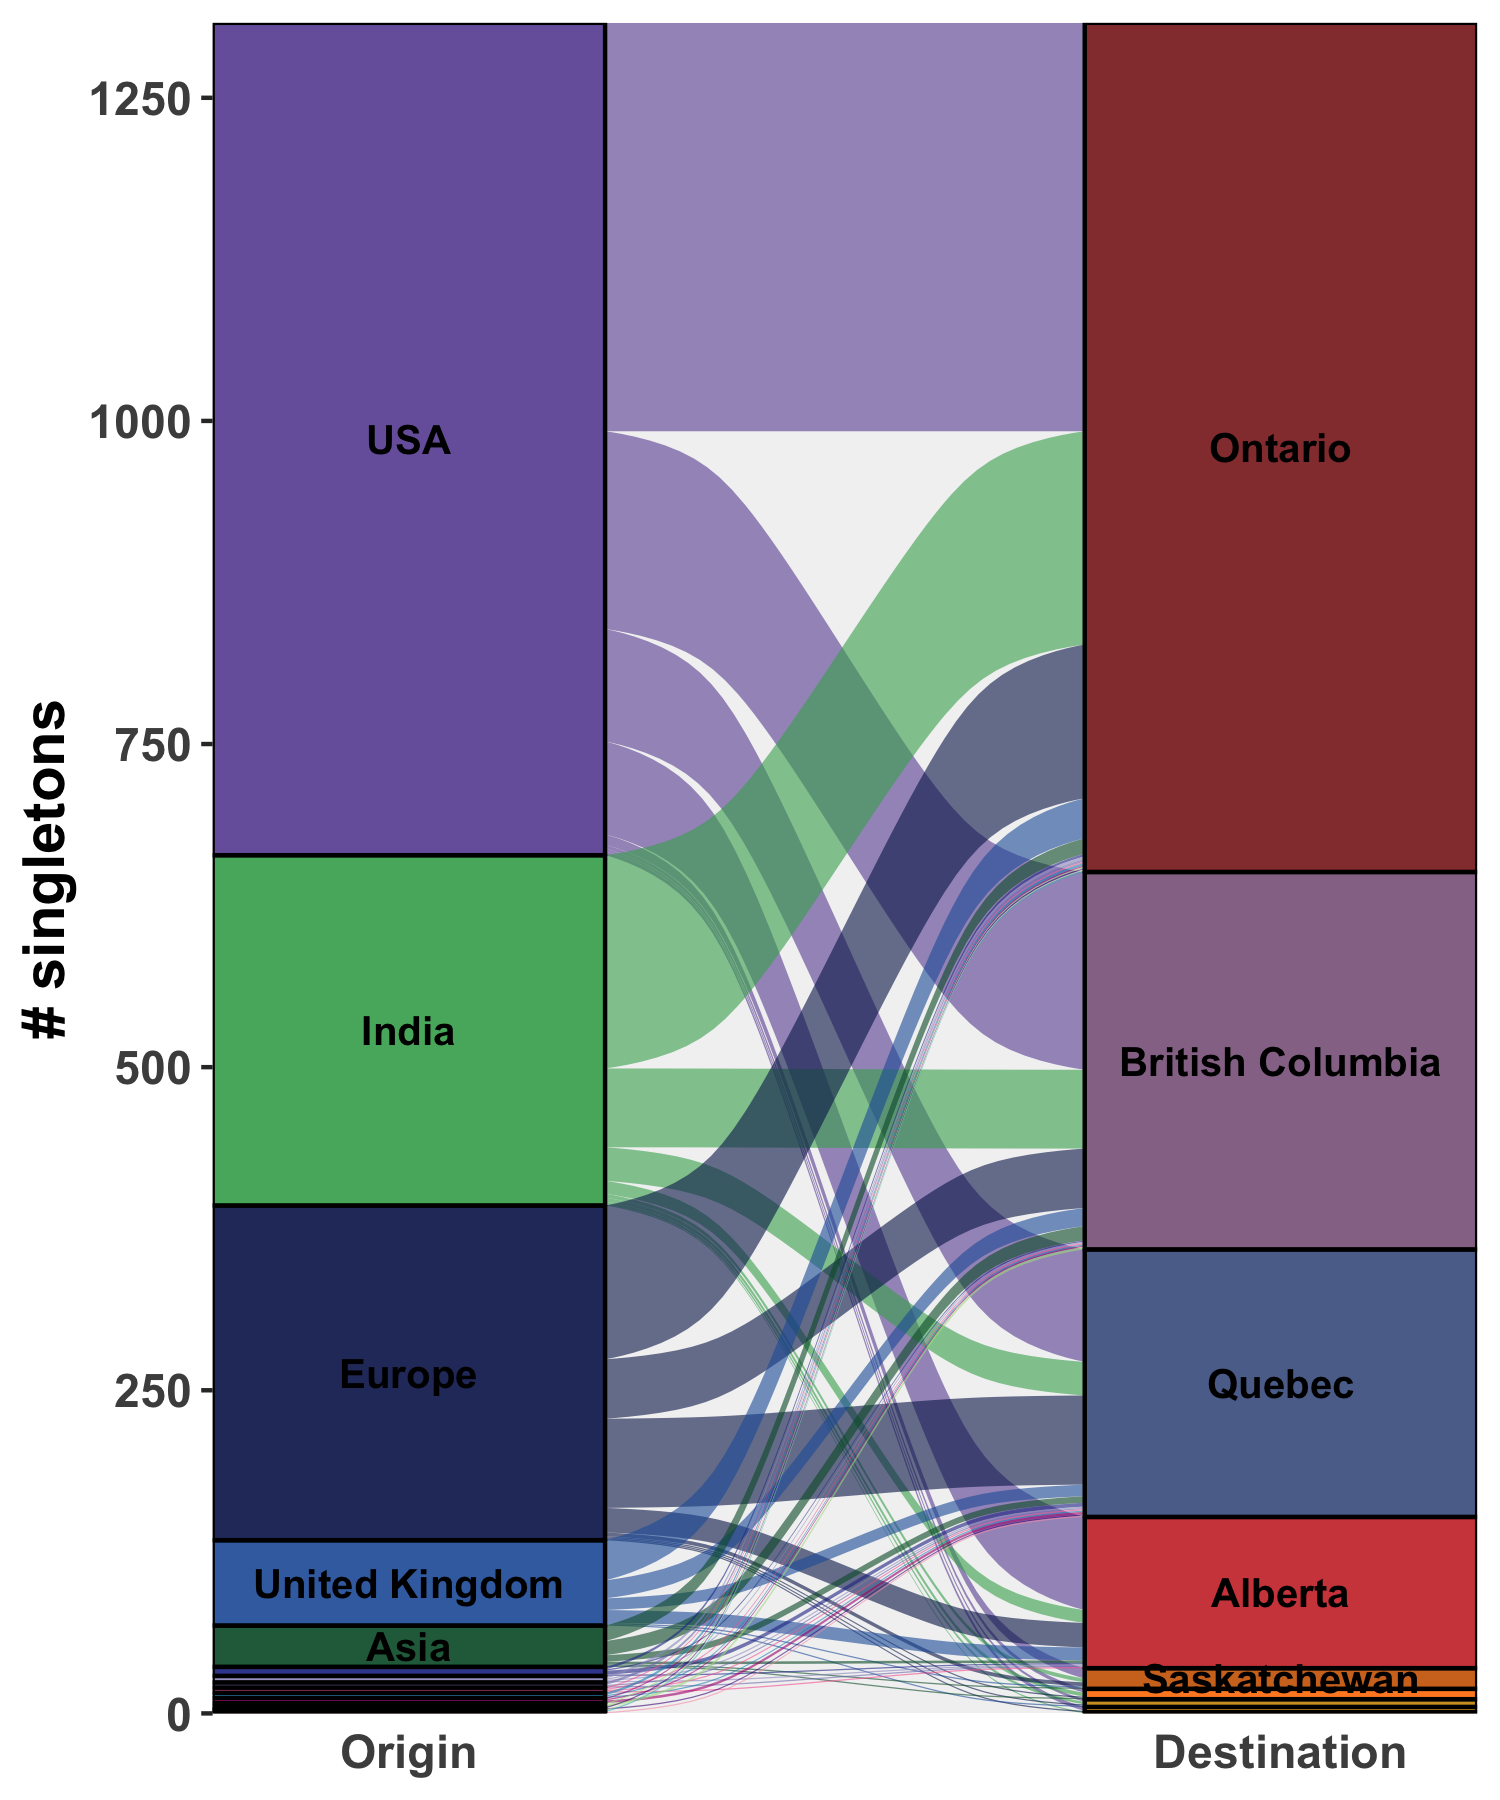 # singletons
1250
1000
750
500
250
0
USA
India
Europe
United Kingdom
Asia
Ontario
British Columbia
Quebec
Alberta
Saskatchewan
Origin
Destination